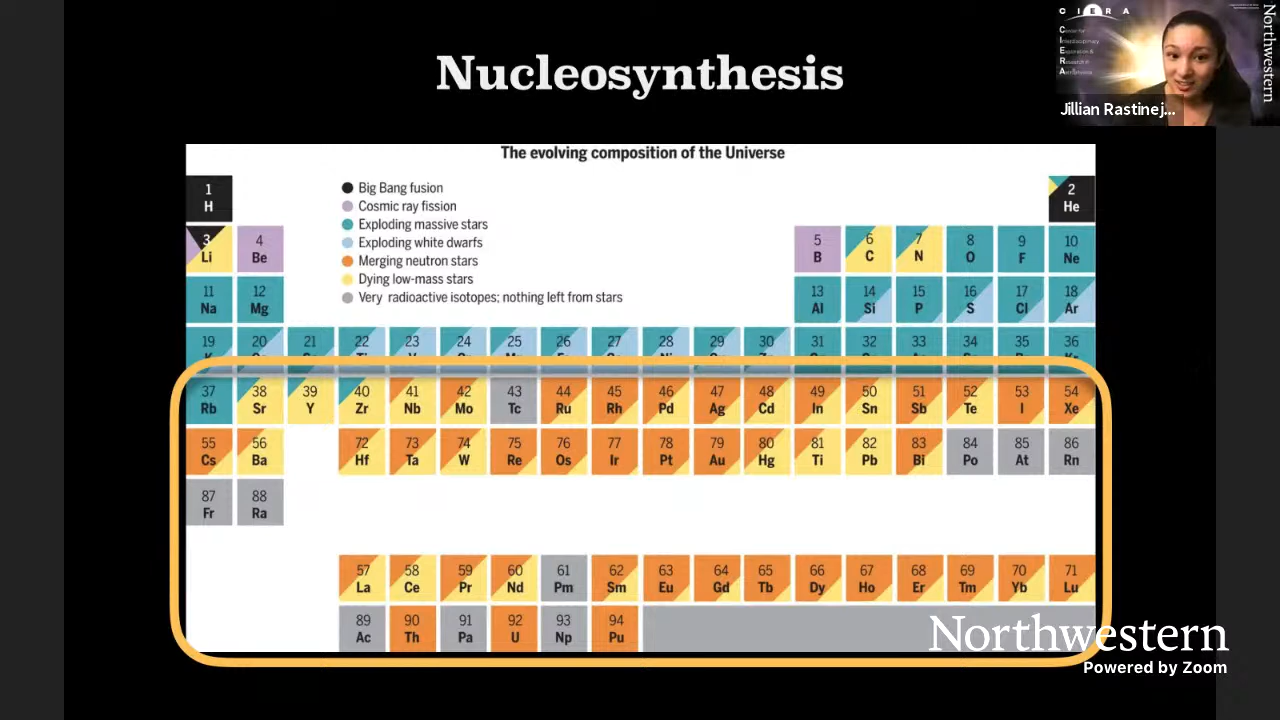 Nucleosynthesis
C I E R A
Center for
Interdisciplinary
Exploration &
Research in
Astrophysics
Northwestern
Jillian Rastinej...
The evolving composition of the Universe
Big Bang fusion
Cosmic ray fission
Exploding massive stars
Exploding white dwarfs
Merging neutron stars
Dying low-mass stars
Very radioactive isotopes; nothing left from stars
1 2
H He
3 4 5 6 7 8 9 10
Li Be B C N O F Ne
11 12 13 14 15 16 17 18
Na Mg Al Si P S Cl Ar
19 20 21 22 23 24 25 26 27 28 29 30 31 32 33 34 35 36
37 38 39 40 41 42 43 44 45 46 47 48 49 50 51 52 53 54
Rb Sr Y Zr Nb Mo Tc Ru Rh Pd Ag Cd In Sn Sb Te I Xe
55 56 72 73 74 75 76 77 78 79 80 81 82 83 84 85 86
Cs Ba Hf Ta W Re Os Ir Pt Au Hg Ti Pb Bi Po At Rn
87 88
Fr Ra
57 58 59 60 61 62 63 64 65 66 67 68 69 70 71
La Ce Pr Nd Pm Sm Eu Gd Tb Dy Ho Er Tm Yb Lu
89 90 91 92 93 94
Ac Th Pa U Np Pu
Northwestern
Powered by Zoom